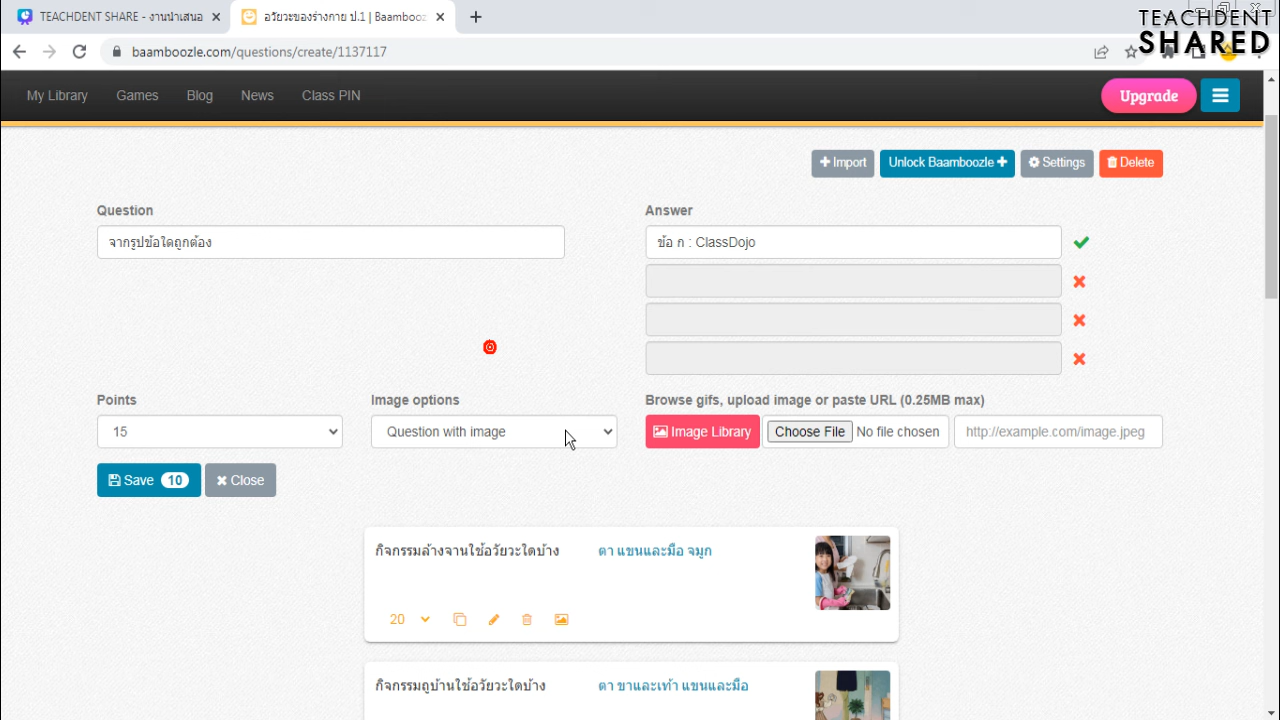 TEACHDENT SHARE - งานนำเสนอ
อวัยวะของร่างกาย ป.1 | Baambooz
TEACHDENT
SHARED
baamboozle.com/questions/create/1137117
My Library
Games
Blog
News
Class PIN
Upgrade
Import
Unlock Baamboozle
Settings
Delete
Question
Answer
จากรูปข้อใดถูกต้อง
ข้อ ก : ClassDojo
Points
Image options
Browse gifs, upload image or paste URL (0.25MB max)
15
Question with image
Image Library
Choose File
No file chosen
http://example.com/image.jpeg
Save 10
Close
กิจกรรมล้างจานใช้อวัยวะใดบ้าง
ตา แขนและมือ จมูก
20
กิจกรรมถูบ้านใช้อวัยวะใดบ้าง
ตา ขาและเท้า แขนและมือ